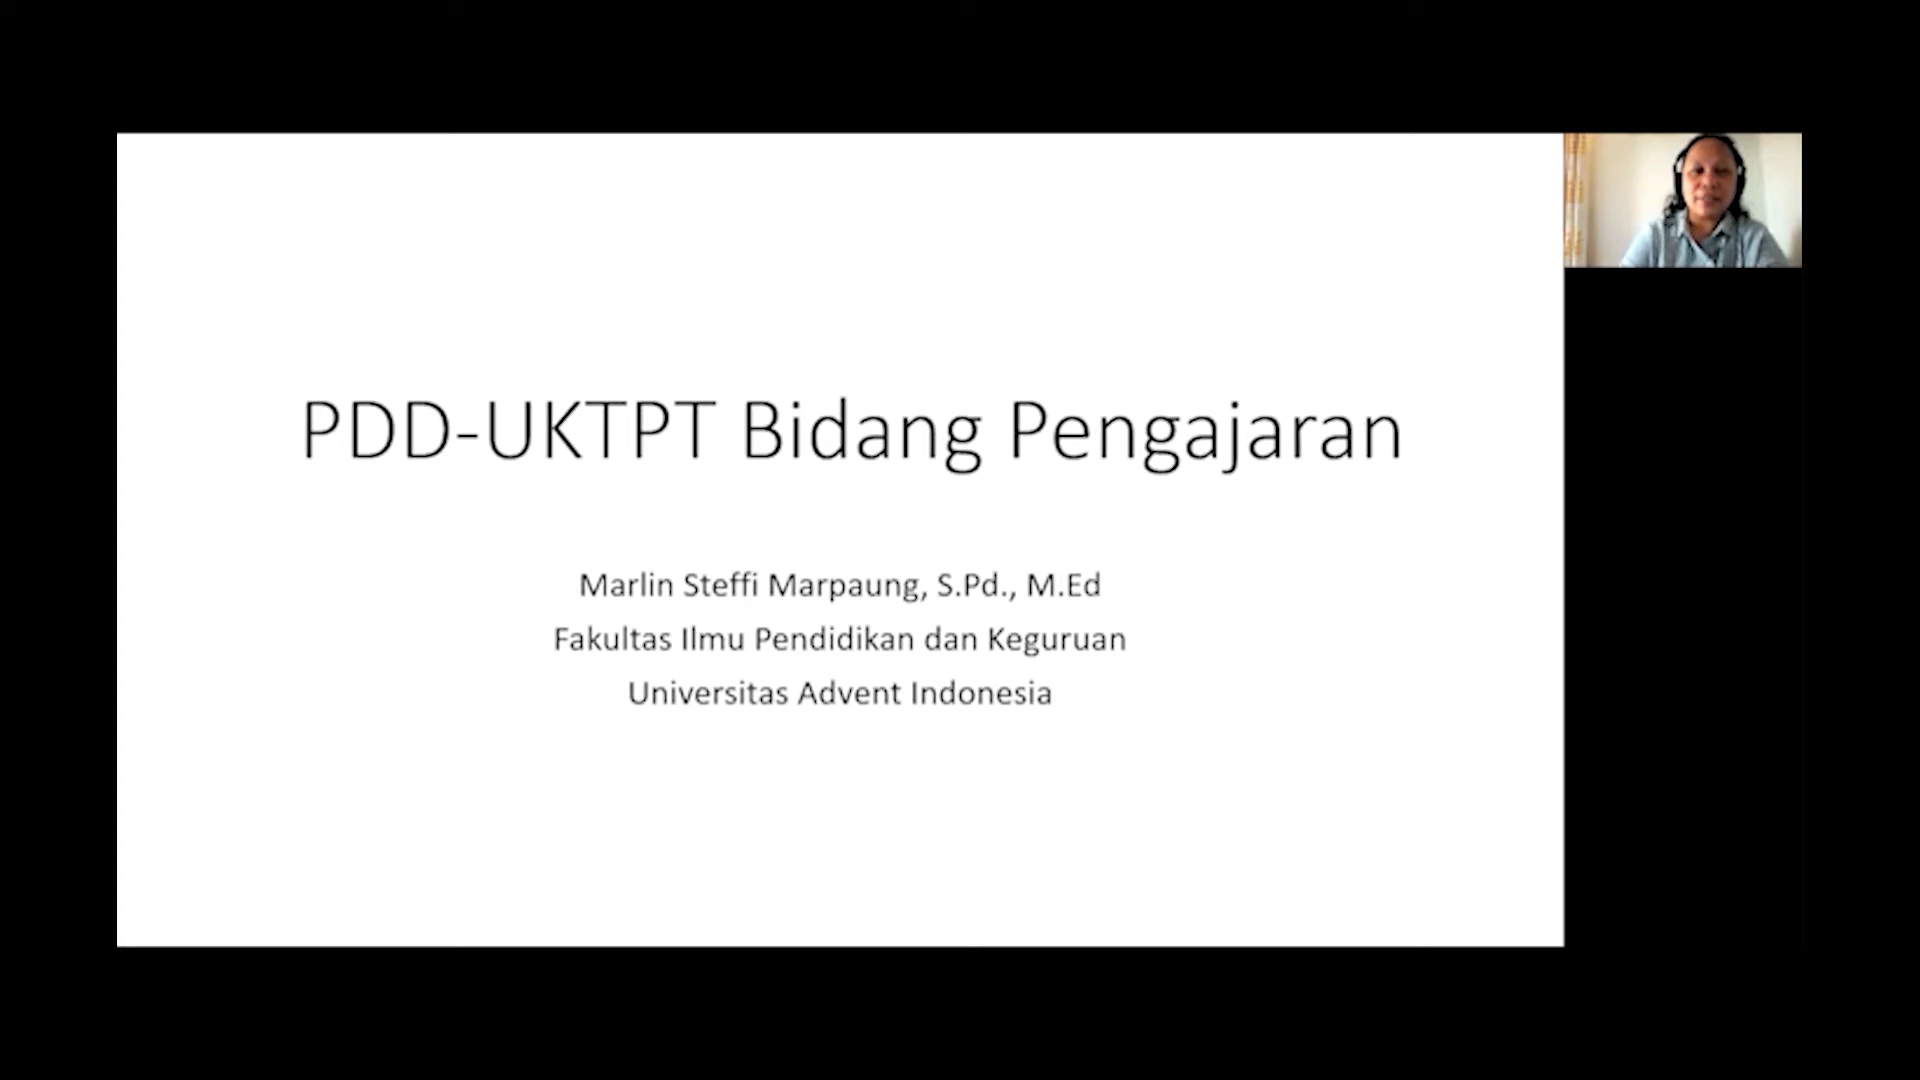 PDD-UKTPT Bidang Pengajaran
Marlin Steffi Marpaung, S.Pd., M.Ed
Fakultas Ilmu Pendidikan dan Keguruan
Universitas Advent Indonesia